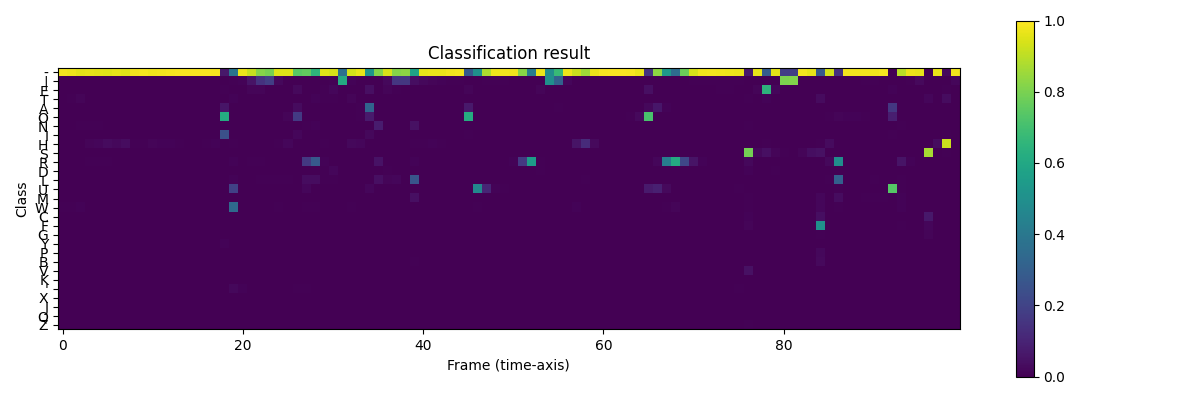 Classification result
Class
-
|
E
T
A
O
N
I
H
S
R
D
L
U
M
W
C
F
G
Y
P
B
V
K
'
X
J
Q
Z
0 20 40 60 80
Frame (time-axis)
1.0
0.8
0.6
0.4
0.2
0.0